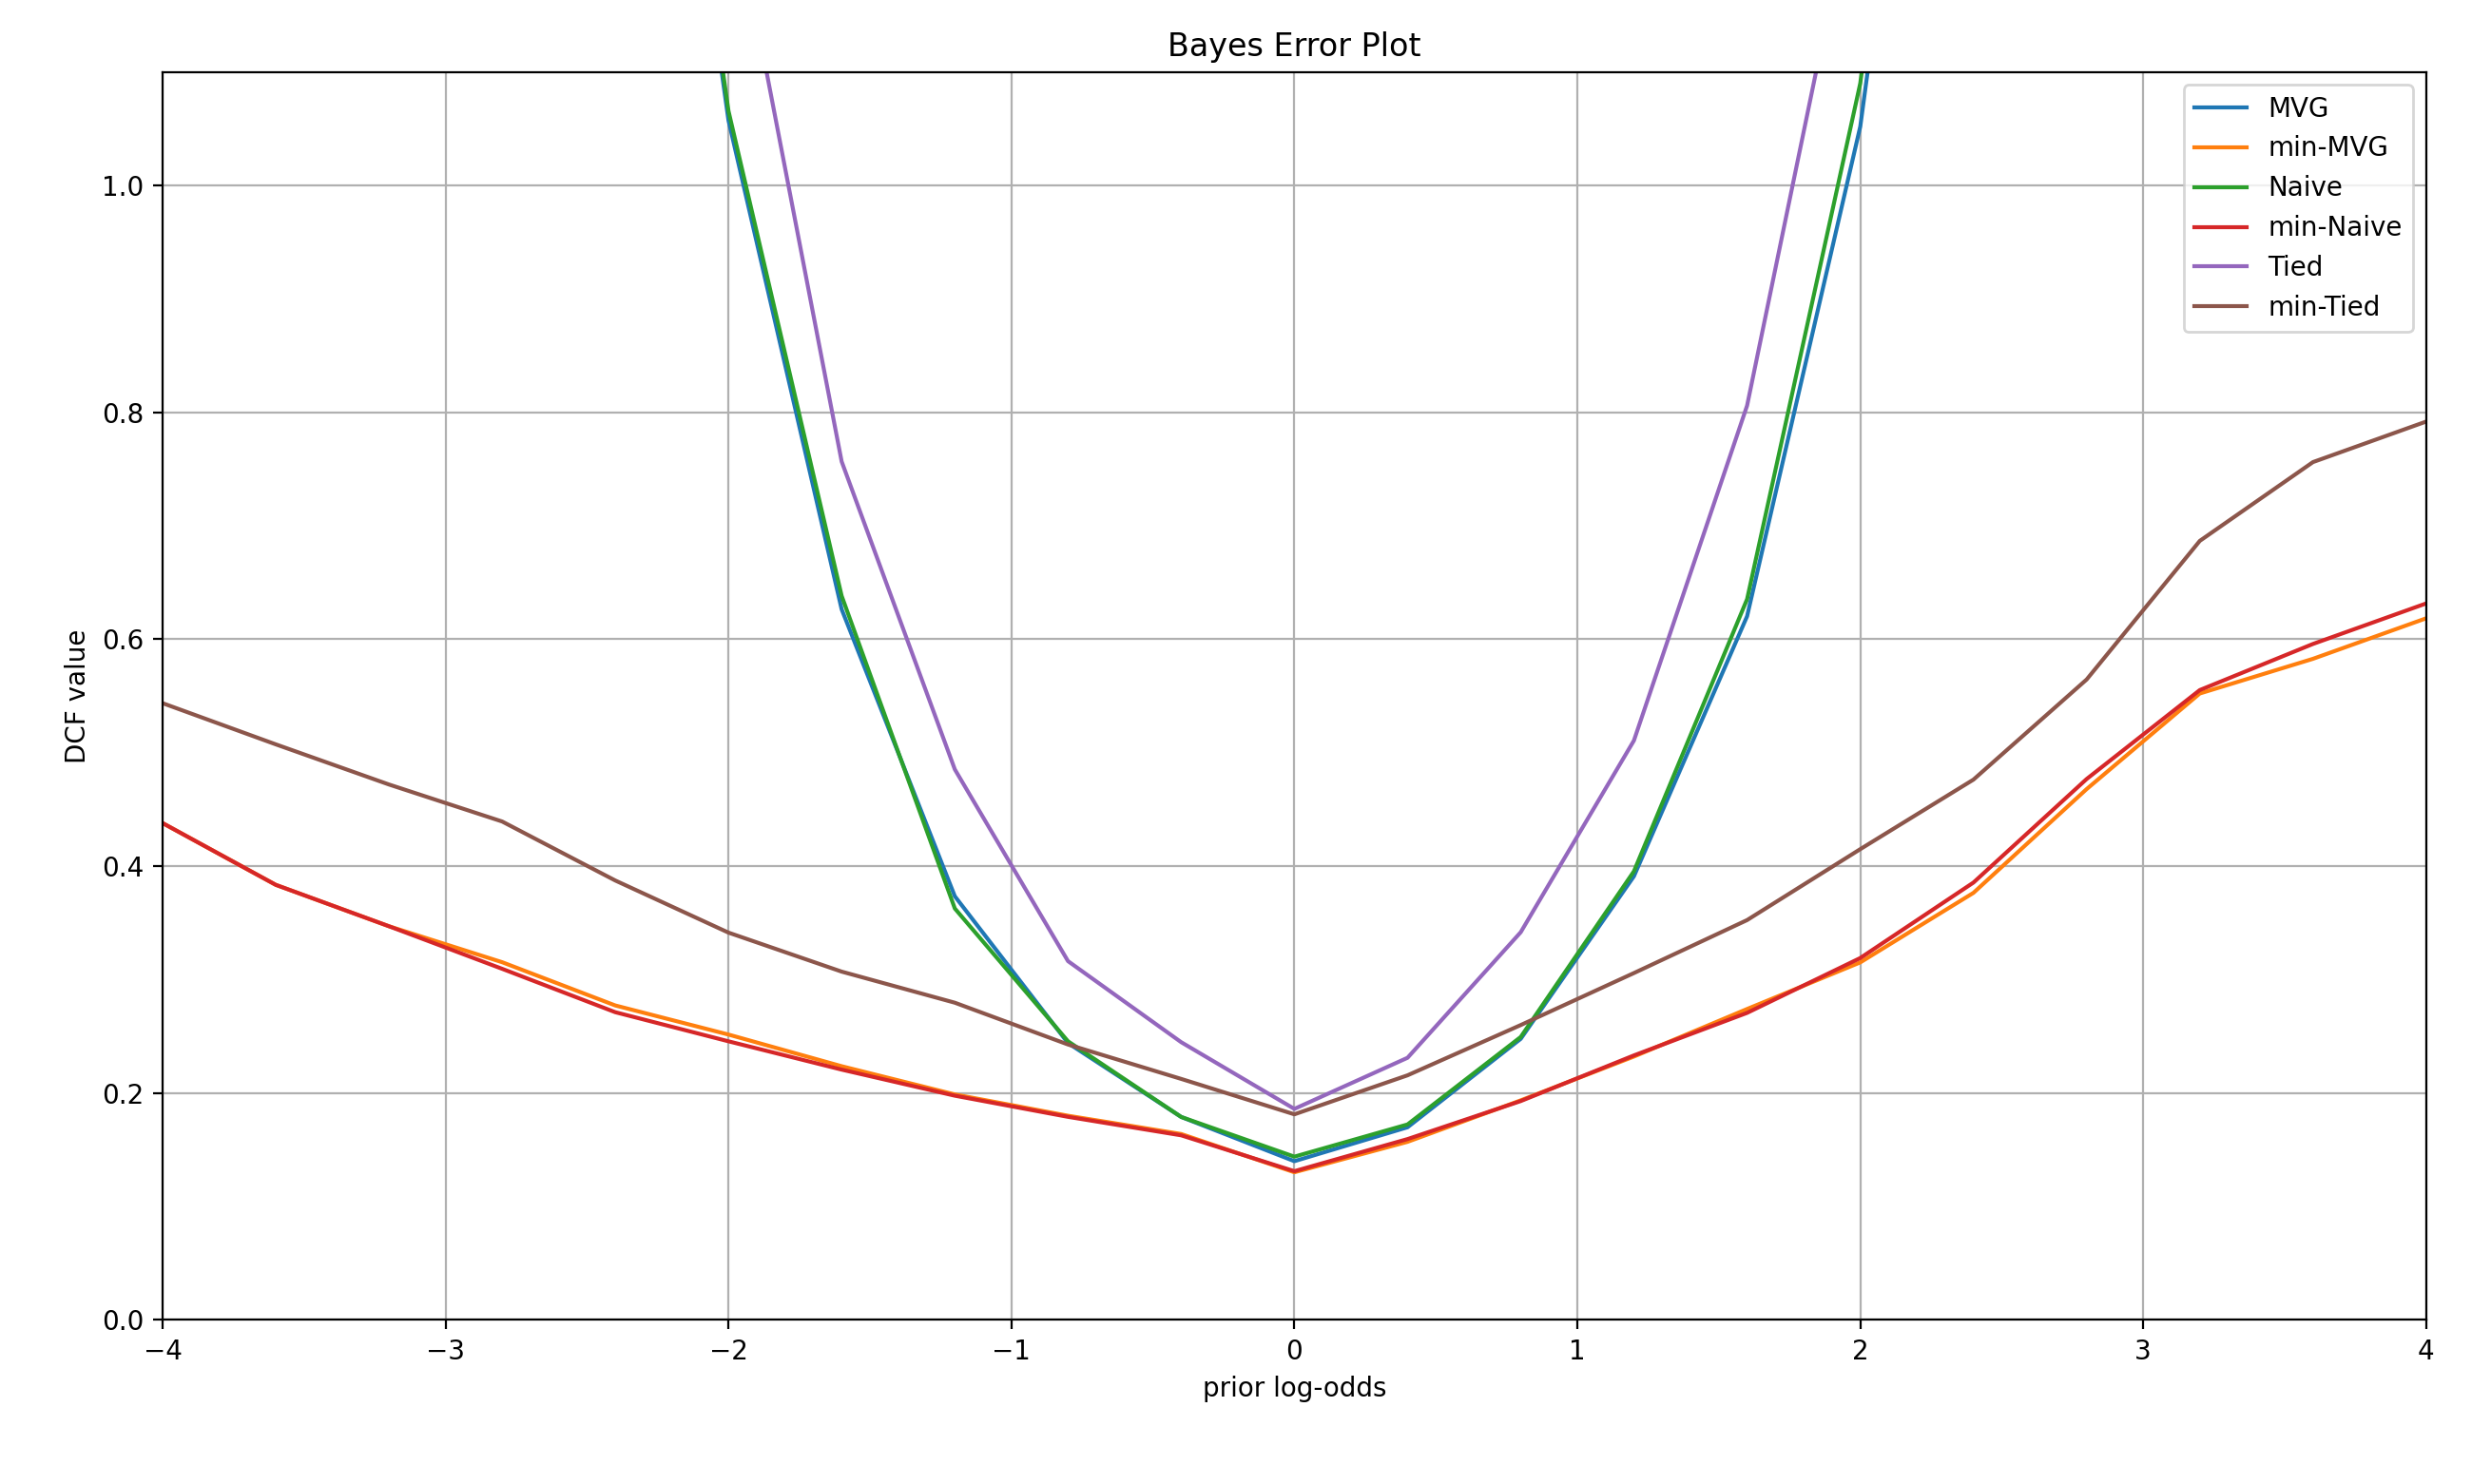 Bayes Error Plot
MVG
min-MVG
Naive
min-Naive
Tied
min-Tied
DCF value
1.0
0.8
0.6
0.4
0.2
0.0
−4 −3 −2 −1 0 1 2 3 4
prior log-odds